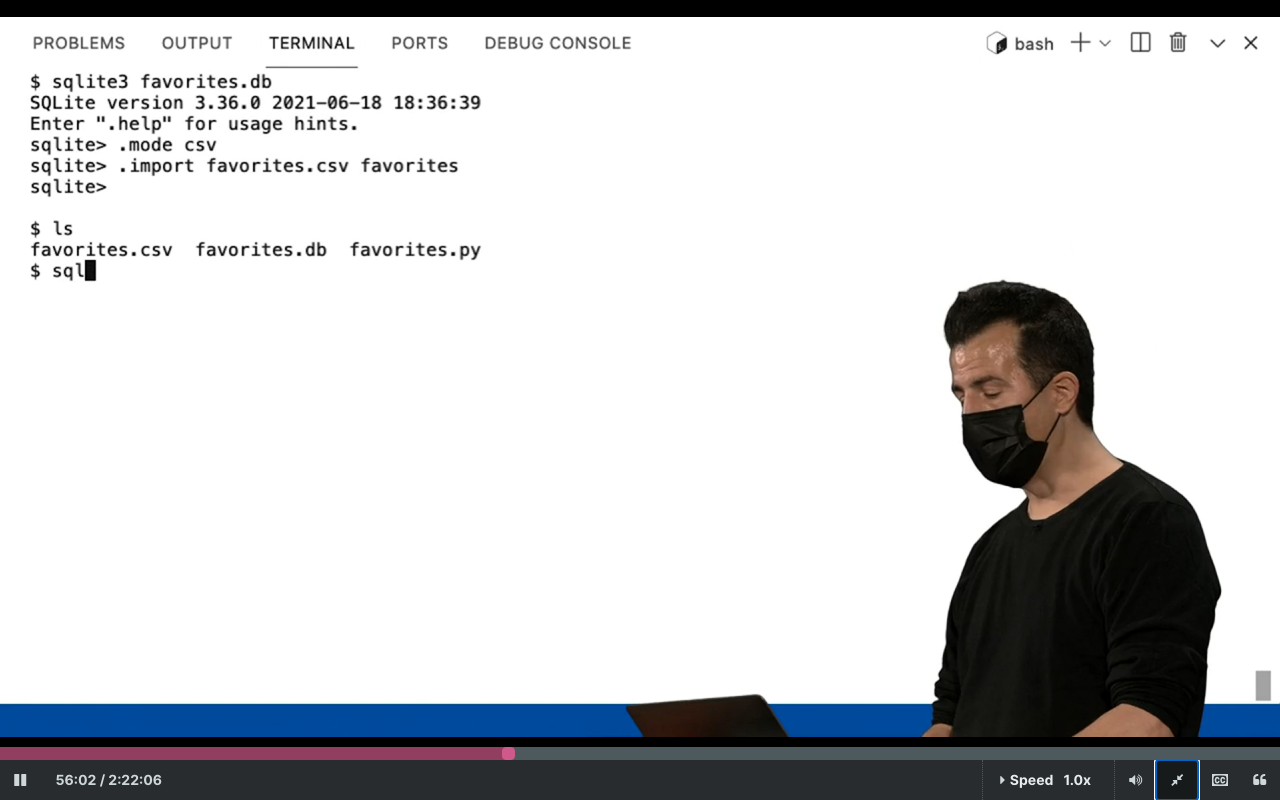 PROBLEMS OUTPUT TERMINAL PORTS DEBUG CONSOLE bash
$ sqlite3 favorites.db
SQLite version 3.36.0 2021-06-18 18:36:39
Enter ".help" for usage hints.
sqlite> .mode csv
sqlite> .import favorites.csv favorites
sqlite>
$ ls
favorites.csv favorites.db favorites.py
$ sql
56:02 / 2:22:06 Speed 1.0x CC